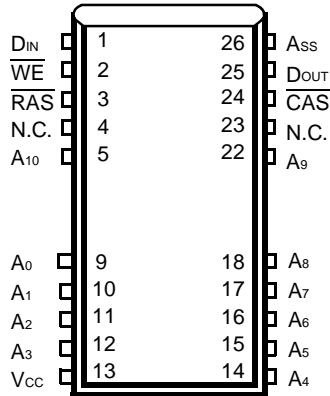 DIN 1 26 ASS
WE 2 25 DOUT
RAS 3 24 CAS
N.C. 4 23 N.C.
A10 5 22 A9
A0 9 18 A8
A1 10 17 A7
A2 11 16 A6
A3 12 15 A5
VCC 13 14 A4